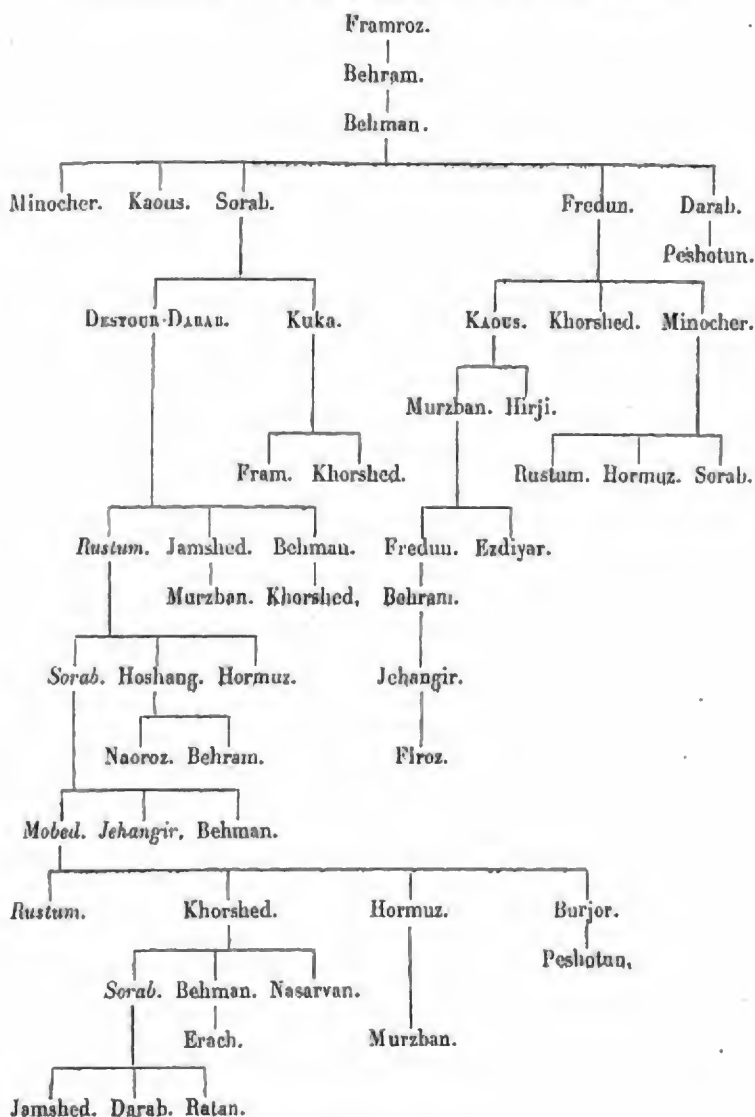 Framroz.
Behram.
Behman.
Minocher. Kaous. Sorab. Fredun. Darab.
Peshotun.
DESTOUR-DARAB. Kuka. KAOUS. Khorshed. Minocher.
Murzban. Hirji.
Fram. Khorshed. Rustum. Hormuz. Sorab.
Rustum. Jamshed. Behman. Fredun. Ezdiyar.
Murzban. Khorshed, Behram.
Sorab. Hoshang. Hormuz. Jehangir.
Naoroz. Behram. Firoz.
Mobed. Jehangir, Behman.
Rustum. Khorshed. Hormuz. Burjor.
Peshotun,
Sorab. Behman. Nasarvan.
Erach. Murzban.
Jamshed. Darab. Ratan.